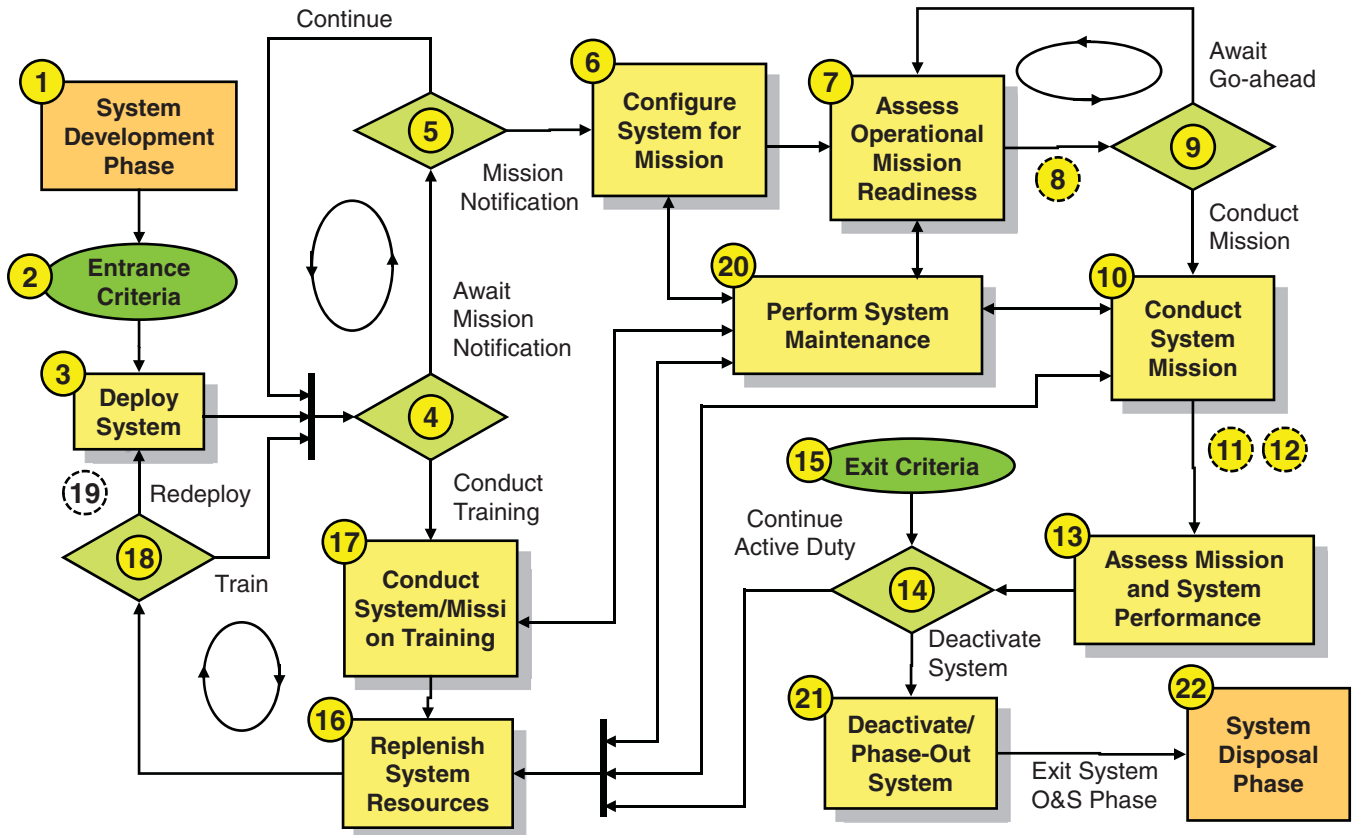 Continue
1
System
Development
Phase
2
Entrance
Criteria
3
Deploy
System
19
Redeploy
18
Train
5
Mission
Notification
Await
Mission
Notification
4
Conduct
Training
17
Conduct
System/Missi
on Training
16
Replenish
System
Resources
6
Configure
System for
Mission
7
Assess
Operational
Mission
Readiness
8
Await
Go-ahead
9
Conduct
Mission
20
Perform System
Maintenance
10
Conduct
System
Mission
11
12
15
Exit Criteria
Continue
Active Duty
14
13
Assess Mission
and System
Performance
Deactivate
System
21
Deactivate/
Phase-Out
System
Exit System
O&S Phase
22
System
Disposal
Phase